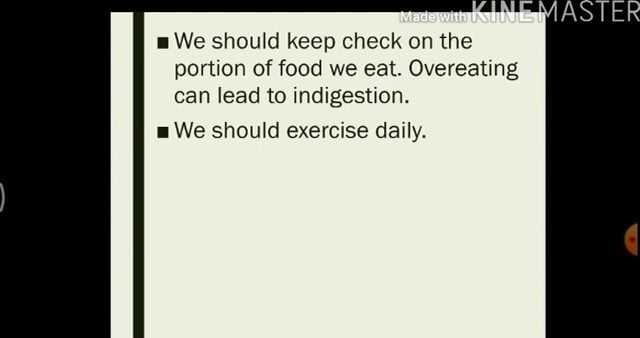 Made with KINEMASTER
■ We should keep check on the
portion of food we eat. Overeating
can lead to indigestion.
■ We should exercise daily.
)